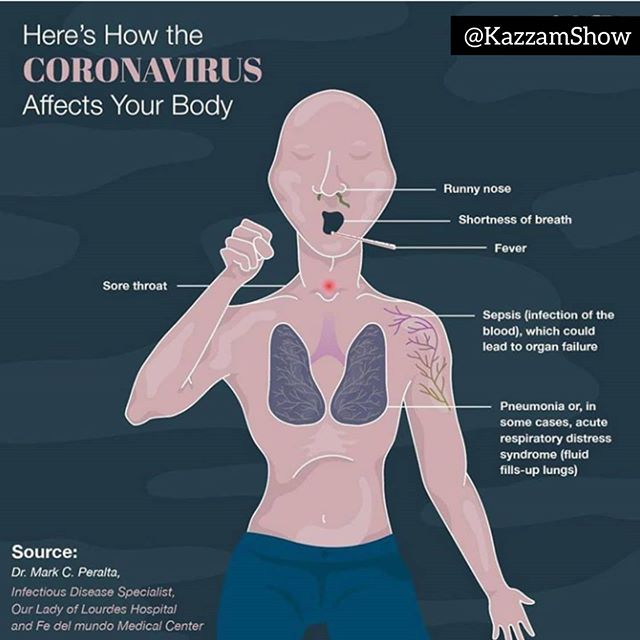 @KazzamShow
Here's How the
CORONAVIRUS
Affects Your Body
Runny nose
Shortness of breath
Fever
Sore throat
Sepsis (infection of the
blood), which could
lead to organ failure
Pneumonia or, in
some cases, acute
respiratory distress
syndrome (fluid
fills-up lungs)
Source:
Dr. Mark C. Peralta,
Infectious Disease Specialist,
Our Lady of Lourdes Hospital
and Fe del mundo Medical Center